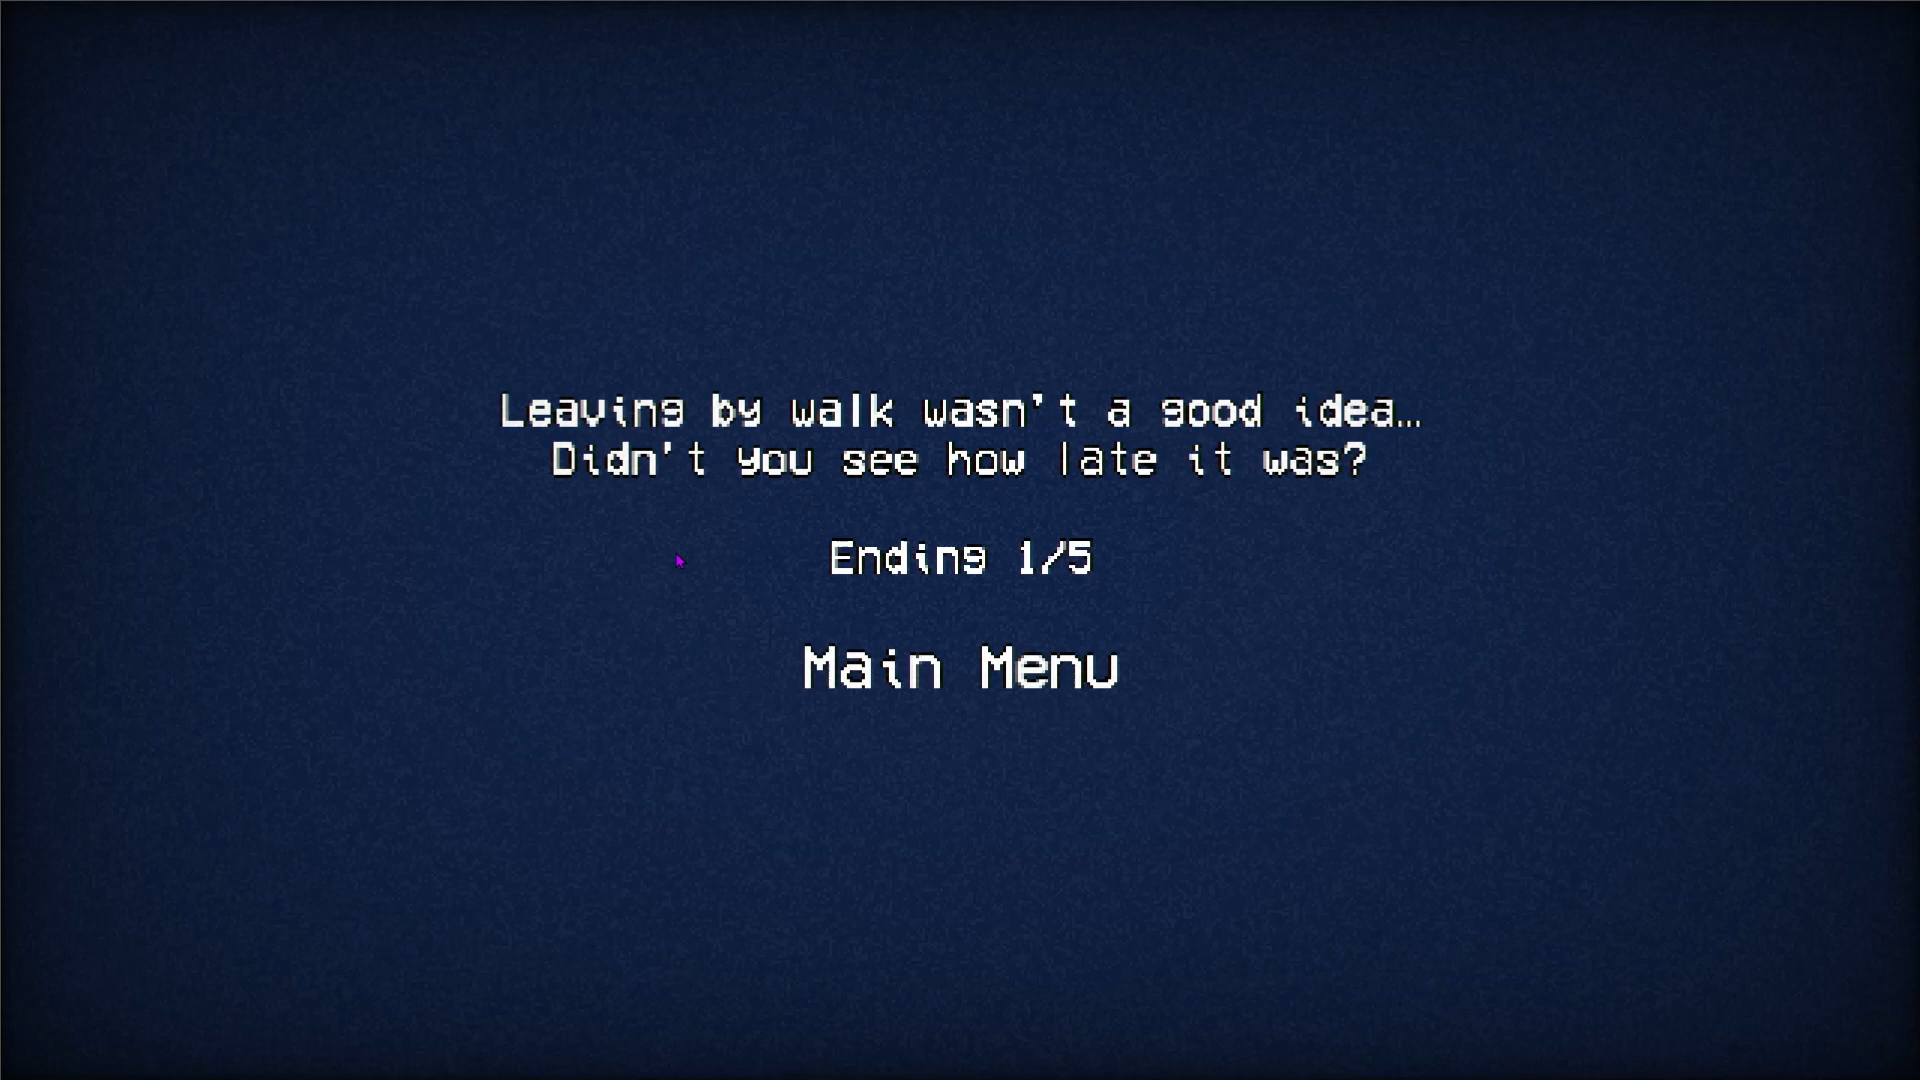 Leaving by walk wasn't a good idea...
Didn't you see how late it was?
Ending 1/5
Main Menu